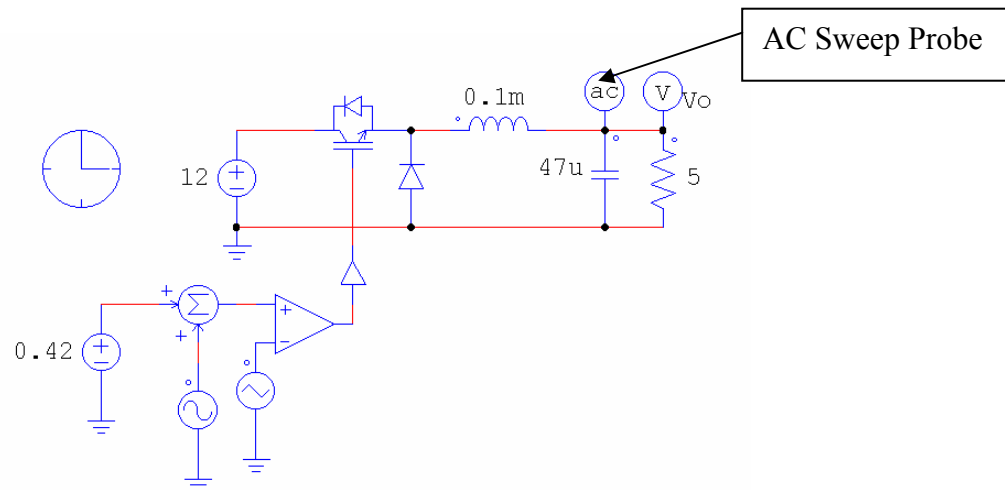 AC Sweep Probe
ac
V
Vo
0.1m
47u
5
12
+
−
+
Σ
+
+
−
0.42
+
−